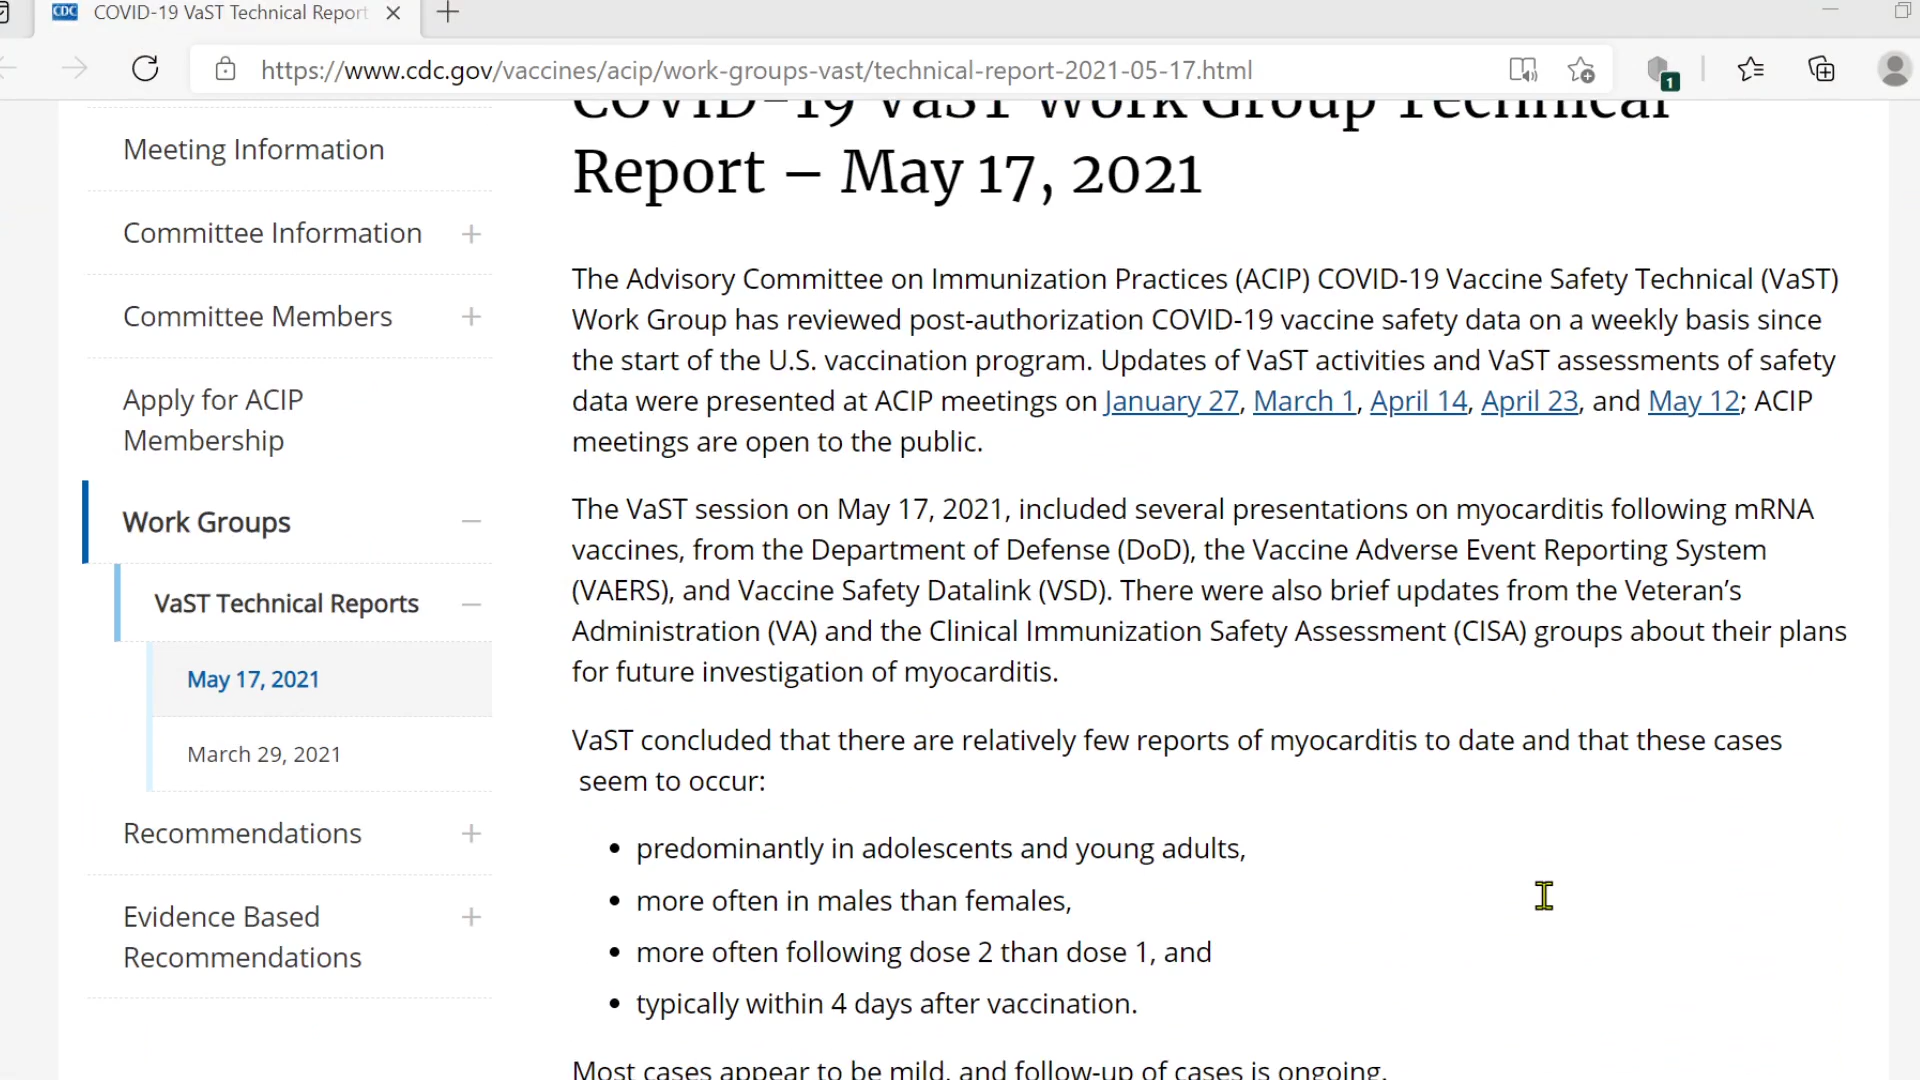 CDC COVID-19 VaST Technical Report
https://www.cdc.gov/vaccines/acip/work-groups-vast/technical-report-2021-05-17.html
1
Meeting Information
Committee Information
Committee Members
Apply for ACIP
Membership
Work Groups
VaST Technical Reports
May 17, 2021
March 29, 2021
Recommendations
Evidence Based
Recommendations
COVID-19 VaST Work Group Technical
Report – May 17, 2021
The Advisory Committee on Immunization Practices (ACIP) COVID-19 Vaccine Safety Technical (VaST)
Work Group has reviewed post-authorization COVID-19 vaccine safety data on a weekly basis since
the start of the U.S. vaccination program. Updates of VaST activities and VaST assessments of safety
data were presented at ACIP meetings on January 27, March 1, April 14, April 23, and May 12; ACIP
meetings are open to the public.
The VaST session on May 17, 2021, included several presentations on myocarditis following mRNA
vaccines, from the Department of Defense (DoD), the Vaccine Adverse Event Reporting System
(VAERS), and Vaccine Safety Datalink (VSD). There were also brief updates from the Veteran’s
Administration (VA) and the Clinical Immunization Safety Assessment (CISA) groups about their plans
for future investigation of myocarditis.
VaST concluded that there are relatively few reports of myocarditis to date and that these cases
seem to occur:
• predominantly in adolescents and young adults,
• more often in males than females,
• more often following dose 2 than dose 1, and
• typically within 4 days after vaccination.
Most cases appear to be mild, and follow-up of cases is ongoing.